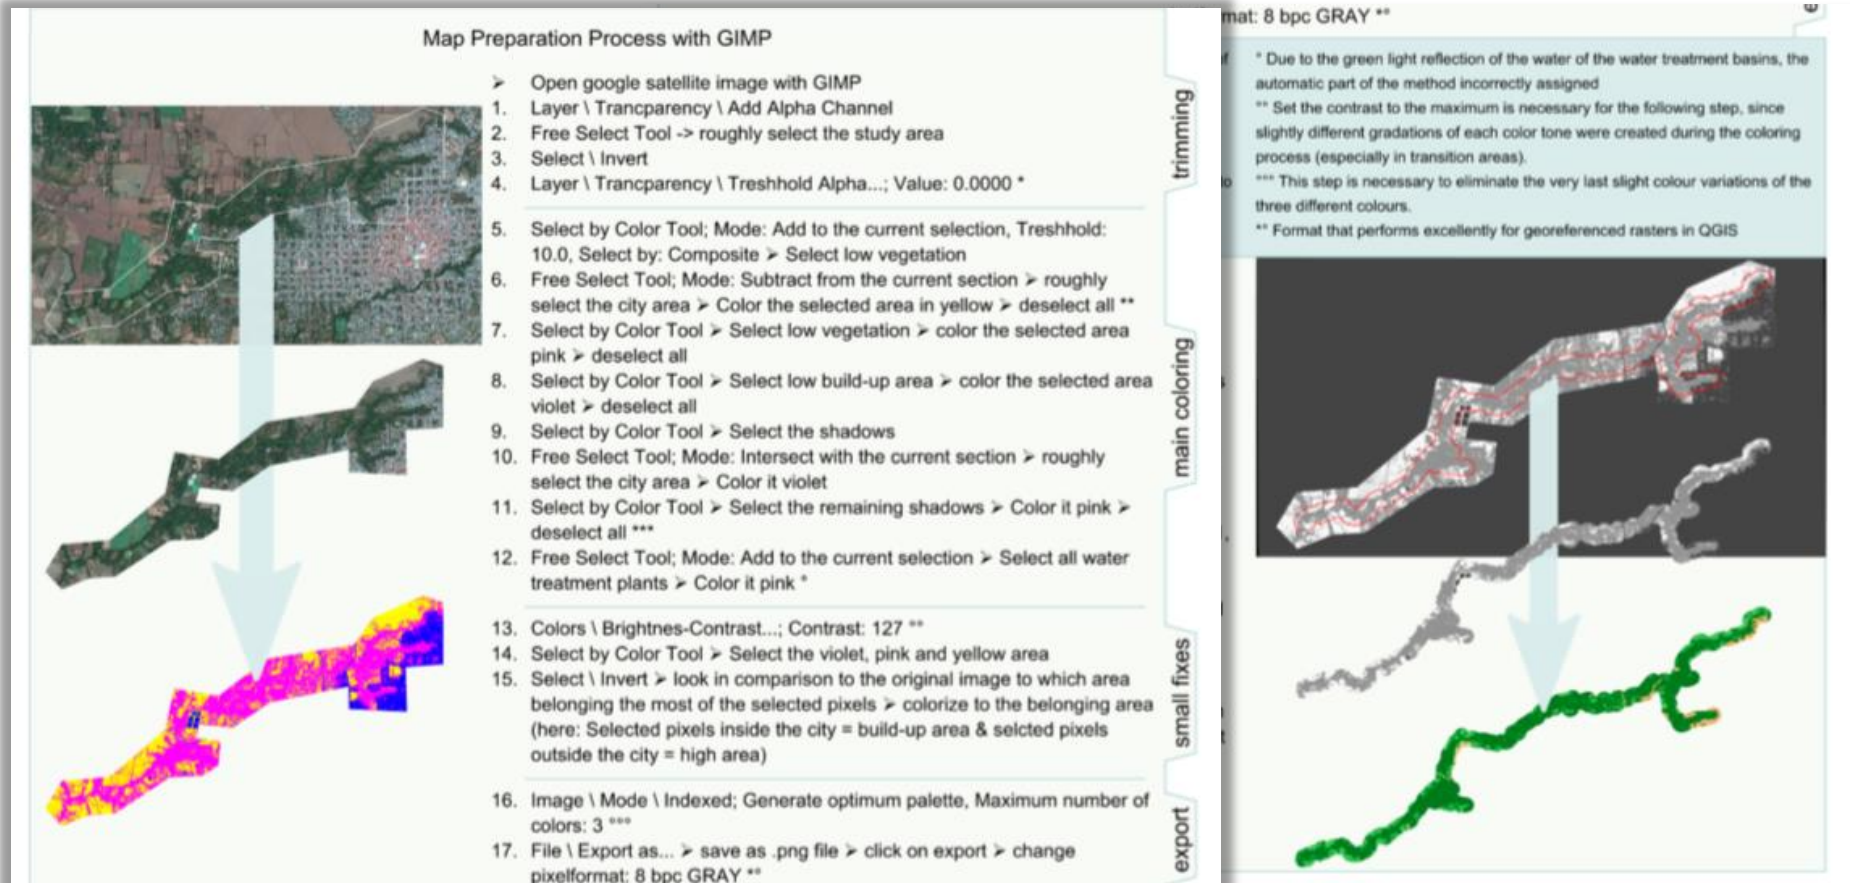 Map Preparation Process with GIMP
➢ Open google satellite image with GIMP
1. Layer \ Trancparency \ Add Alpha Channel
2. Free Select Tool -> roughly select the study area
3. Select \ Invert
4. Layer \ Trancparency \ Treshhold Alpha...; Value: 0.0000 *
trimming
5. Select by Color Tool; Mode: Add to the current selection, Treshhold:
10.0, Select by: Composite ➢ Select low vegetation
6. Free Select Tool; Mode: Subtract from the current section ➢ roughly
select the city area ➢ Color the selected area in yellow ➢ deselect all **
7. Select by Color Tool ➢ Select low vegetation ➢ color the selected area
pink ➢ deselect all
8. Select by Color Tool ➢ Select low build-up area ➢ color the selected area
violet ➢ deselect all
9. Select by Color Tool ➢ Select the shadows
10. Free Select Tool; Mode: Intersect with the current section ➢ roughly
select the city area ➢ Color it violet
11. Select by Color Tool ➢ Select the remaining shadows ➢ Color it pink ➢
deselect all ***
12. Free Select Tool; Mode: Add to the current selection ➢ Select all water
treatment plants ➢ Color it pink °
main coloring
13. Colors \ Brightnes-Contrast...; Contrast: 127 °°
14. Select by Color Tool ➢ Select the violet, pink and yellow area
15. Select \ Invert ➢ look in comparison to the original image to which area
belonging the most of the selected pixels ➢ colorize to the belonging area
(here: Selected pixels inside the city = build-up area & selcted pixels
outside the city = high area)
small fixes
16. Image \ Mode \ Indexed; Generate optimum palette, Maximum number of
colors: 3 °°°
17. File \ Export as... ➢ save as .png file ➢ click on export ➢ change
pixelformat: 8 bpc GRAY *°
export
mat: 8 bpc GRAY *°
° Due to the green light reflection of the water of the water treatment basins, the
automatic part of the method incorrectly assigned
°° Set the contrast to the maximum is necessary for the following step, since
slightly different gradations of each color tone were created during the coloring
process (especially in transition areas).
°°° This step is necessary to eliminate the very last slight colour variations of the
three different colours.
*° Format that performs excellently for georeferenced rasters in QGIS